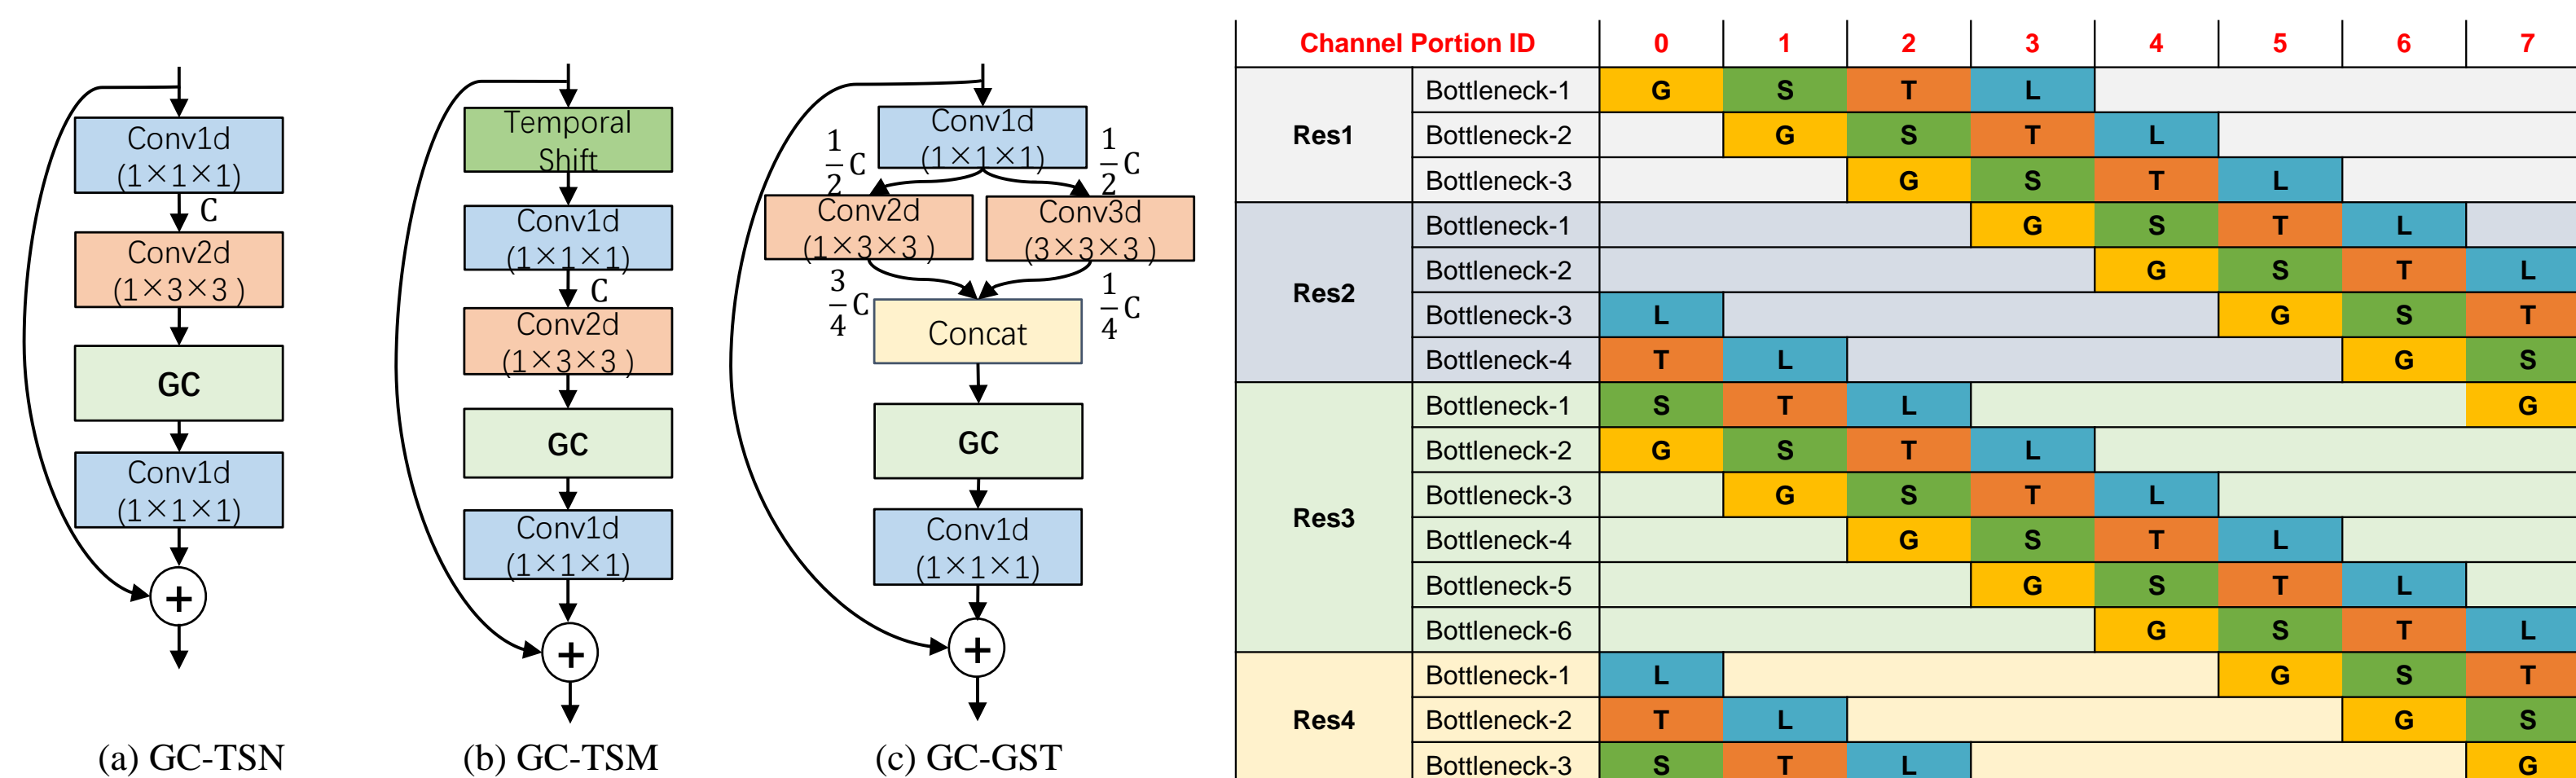 Conv1d
(1×1×1)
C
Conv2d
(1×3×3 )
GC
Conv1d
(1×1×1)
+
(a) GC-TSN
Temporal
Shift
Conv1d
(1×1×1)
C
Conv2d
(1×3×3 )
GC
Conv1d
(1×1×1)
+
(b) GC-TSM
Conv1d
(1×1×1)
1/2 C
1/2 C
Conv2d
(1×3×3 )
Conv3d
(3×3×3 )
3/4 C
1/4 C
Concat
GC
Conv1d
(1×1×1)
+
(c) GC-GST
Channel Portion ID 0 1 2 3 4 5 6 7
Res1
Bottleneck-1 G S T L
Bottleneck-2 G S T L
Bottleneck-3 G S T L
Res2
Bottleneck-1 G S T L
Bottleneck-2 G S T L
Bottleneck-3 L G S T
Bottleneck-4 T L G S
Res3
Bottleneck-1 S T L G
Bottleneck-2 G S T L
Bottleneck-3 G S T L
Bottleneck-4 G S T L
Bottleneck-5 G S T L
Bottleneck-6 G S T L
Res4
Bottleneck-1 L G S T
Bottleneck-2 T L G S
Bottleneck-3 S T L G